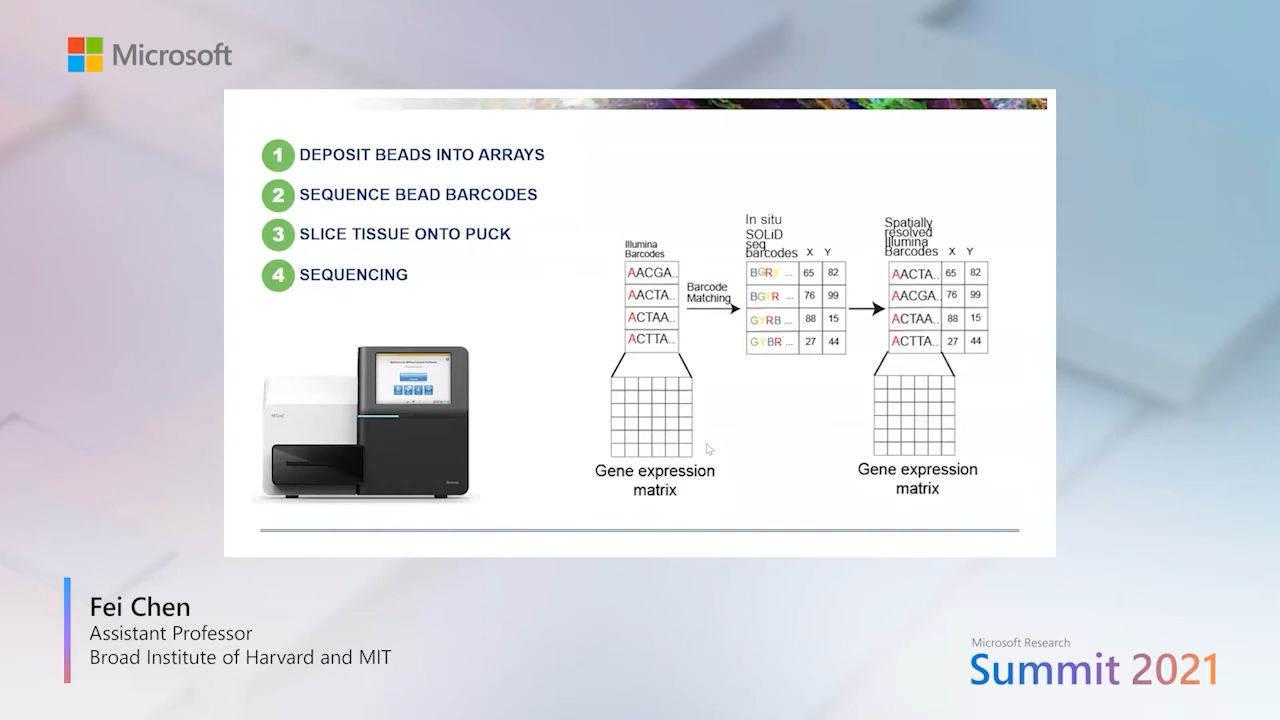 Microsoft
1 DEPOSIT BEADS INTO ARRAYS
2 SEQUENCE BEAD BARCODES
3 SLICE TISSUE ONTO PUCK
4 SEQUENCING
Illumina
Barcodes
AACGA..
AACTA..
ACTAA..
ACTTA..
Barcode
Matching
In situ
SOLiD
seq
barcodes X Y
BGRY ... 65 82
BGYR ... 76 99
GYRB ... 88 15
GYBR ... 27 44
Spatially
resolved
Illumina
Barcodes X Y
AACTA.. 65 82
AACGA.. 76 99
ACTAA.. 88 15
ACTTA.. 27 44
Gene expression
matrix
Gene expression
matrix
Fei Chen
Assistant Professor
Broad Institute of Harvard and MIT
Microsoft Research
Summit 2021